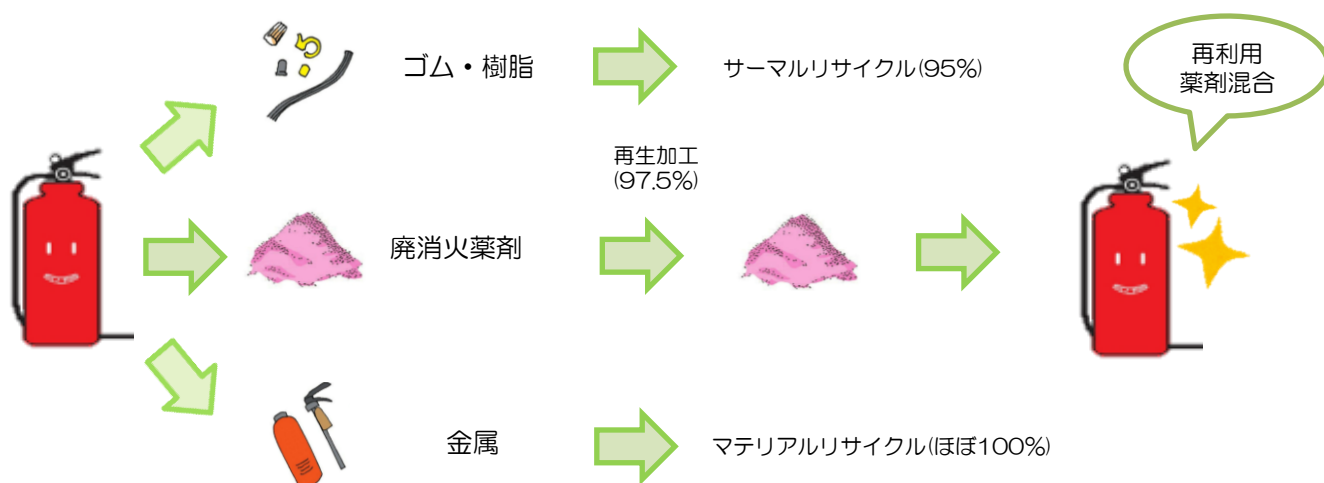 ゴム・樹脂
サーマルリサイクル(95%)
再利用
薬剤混合
再生加工
(97.5%)
廃消火薬剤
金属
マテリアルリサイクル(ほぼ100%)